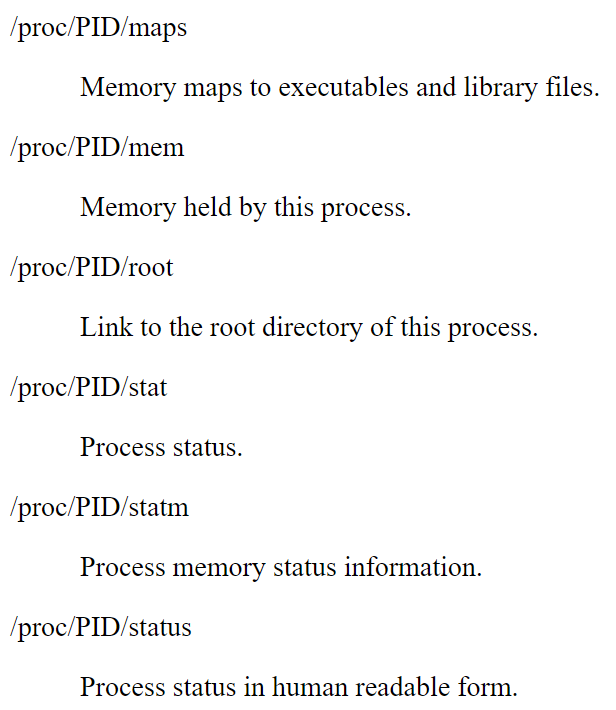 /proc/PID/maps
Memory maps to executables and library files.
/proc/PID/mem
Memory held by this process.
/proc/PID/root
Link to the root directory of this process.
/proc/PID/stat
Process status.
/proc/PID/statm
Process memory status information.
/proc/PID/status
Process status in human readable form.